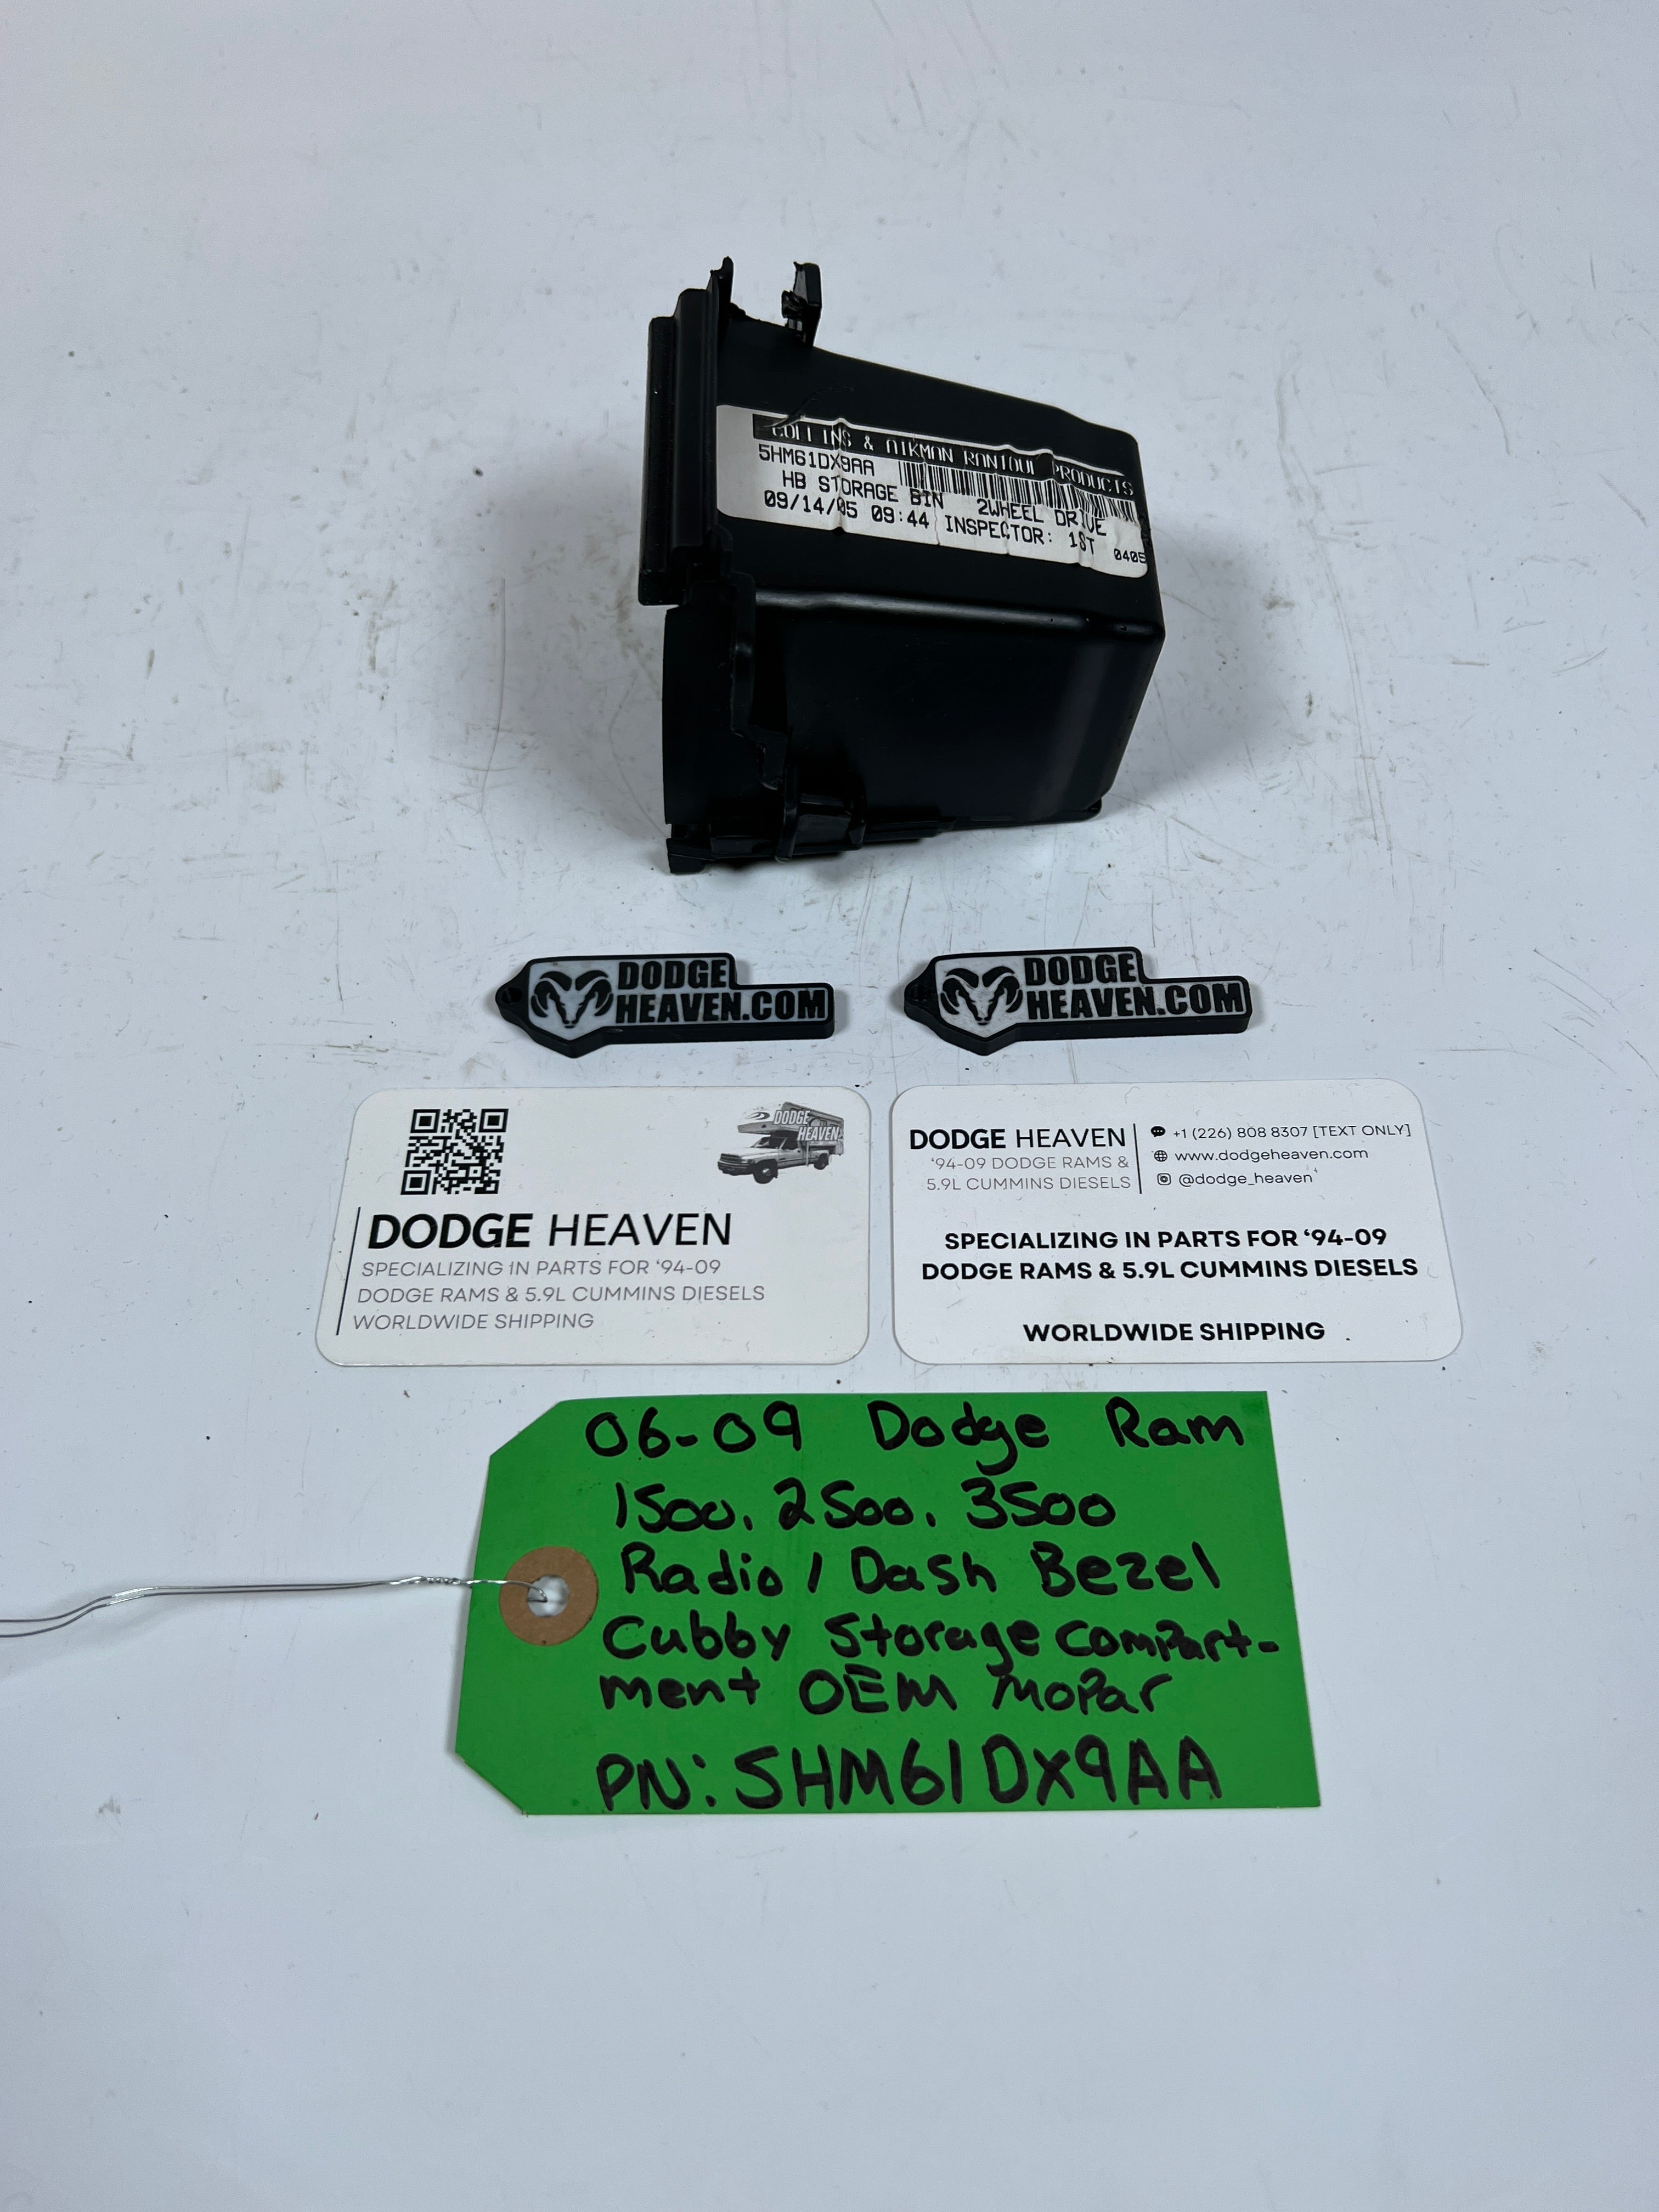 COLLINS & AIKMAN RANTOUL PRODUCTS
5HM61DX9AA
HB STORAGE BIN 2WHEEL DRIVE
09/14/05 09:44 INSPECTOR: 1ST 0405
DODGE
HEAVEN.COM
DODGE
HEAVEN.COM
DODGE
HEAVEN
DODGE HEAVEN
SPECIALIZING IN PARTS FOR ‘94-09
DODGE RAMS & 5.9L CUMMINS DIESELS
WORLDWIDE SHIPPING
DODGE HEAVEN
‘94-09 DODGE RAMS &
5.9L CUMMINS DIESELS
+1 (226) 808 8307 [TEXT ONLY]
www.dodgeheaven.com
@dodge_heaven
SPECIALIZING IN PARTS FOR ‘94-09
DODGE RAMS & 5.9L CUMMINS DIESELS
WORLDWIDE SHIPPING
06-09 Dodge Ram
1500, 2500, 3500
Radio / Dash Bezel
Cubby Storage Compart-
ment OEM Mopar
PN: 5HM61DX9AA